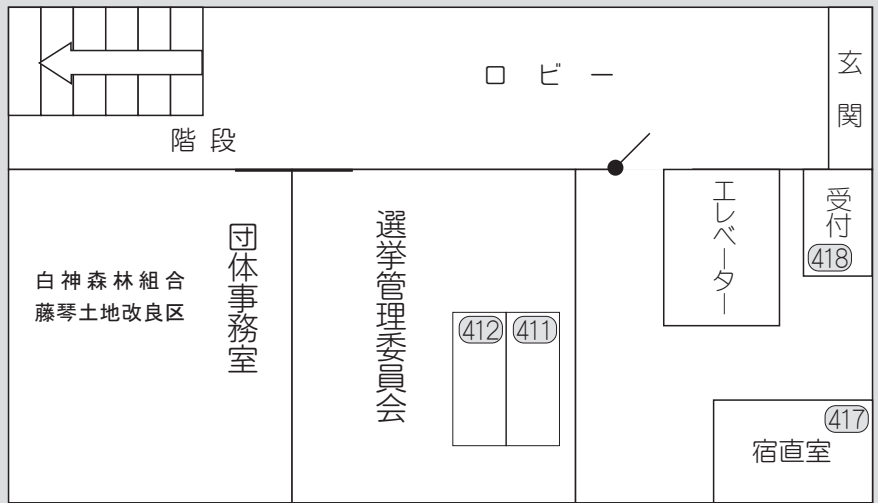 ロビー
玄関
階段
エレベーター
受付
418
団体事務室
白神森林組合
藤琴土地改良区
選挙管理委員会
412
411
417
宿直室